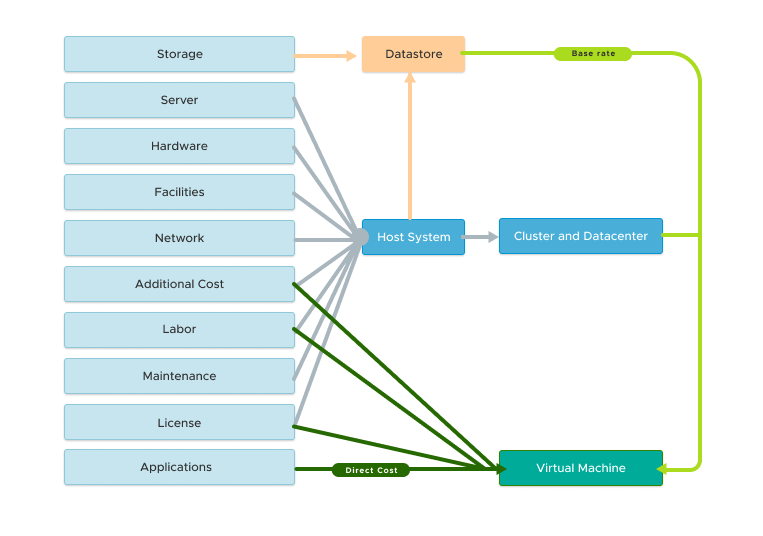 Storage
Datastore
Base rate
Server
Hardware
Facilities
Network
Host System
Cluster and Datacenter
Additional Cost
Labor
Maintenance
License
Applications
Direct Cost
Virtual Machine